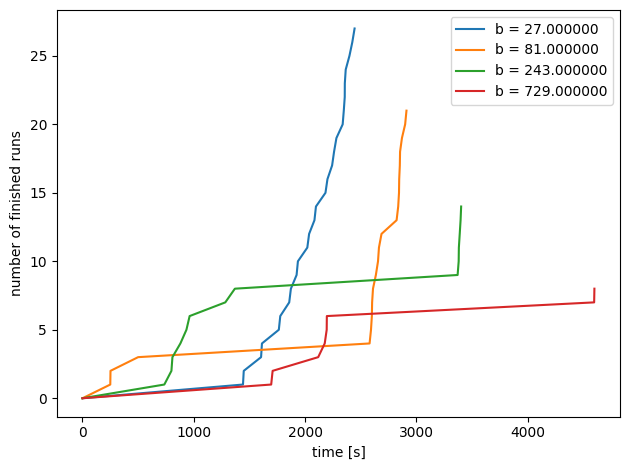 b = 27.000000
b = 81.000000
b = 243.000000
b = 729.000000
number of finished runs
25
20
15
10
5
0
0 1000 2000 3000 4000
time [s]